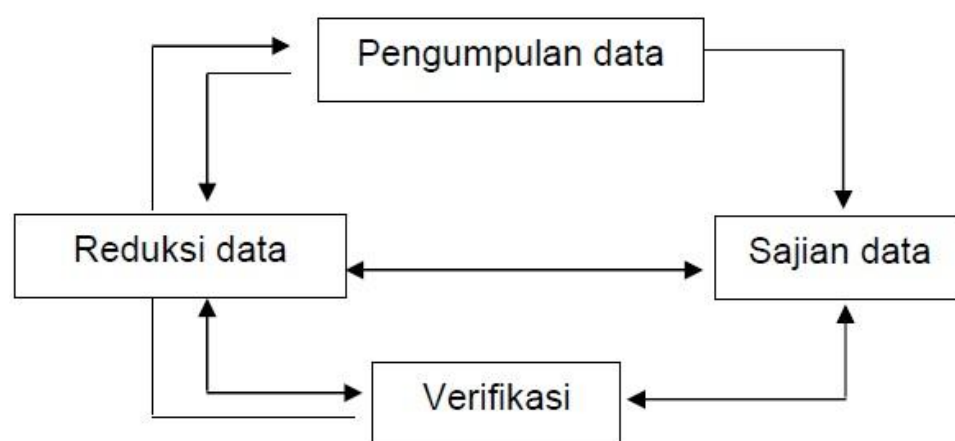 Pengumpulan data
Reduksi data
Sajian data
Verifikasi